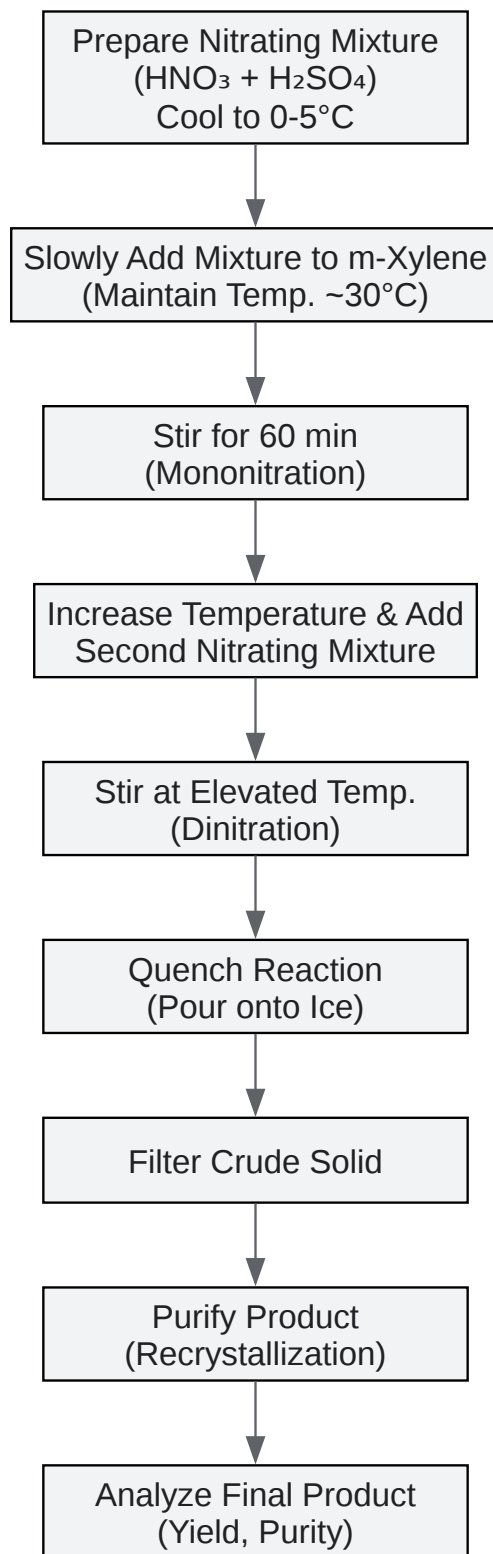 Prepare Nitrating Mixture
(HNO₃ + H₂SO₄)
Cool to 0-5°C
Slowly Add Mixture to m-Xylene
(Maintain Temp. ~30°C)
Stir for 60 min
(Mononitration)
Increase Temperature & Add
Second Nitrating Mixture
Stir at Elevated Temp.
(Dinitration)
Quench Reaction
(Pour onto Ice)
Filter Crude Solid
Purify Product
(Recrystallization)
Analyze Final Product
(Yield, Purity)